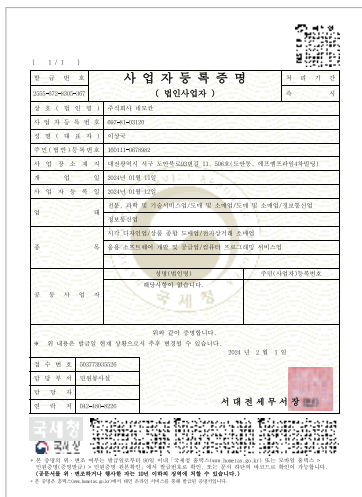 ( 1 / 1 )
발 급 번 호
사 업 자 등 록 증 명
( 법인사업자 )
처 리 기 간
즉 시
상 호 ( 법 인 명 ) 주식회사 네모란
사 업 자 등 록 번 호
성 명 ( 대 표 자 ) 이상국
주민(법인)등록번호 160111-0678982
사 업 장 소 재 지
개 업 일 2024년 01월 11일
사 업 자 등 록 일 2024년 01월 12일
업 태 전문, 과학 및 기술서비스업/도매 및 소매업/도매 및 소매업/정보통신업
정보통신업
종 목 시각 디자인업/상품 종합 도매업/전자상거래 소매업
응용 소프트웨어 개발 및 공급업/컴퓨터 프로그래밍 서비스업
공 동 사 업 자
성명(법인명) 주민(사업자)등록번호
해당사항이 없습니다.
국세청
위와 같이 증명합니다.
※ 위 내용은 발급일 현재 상황으로서 추후 변경될 수 있습니다.
2024 년 2 월 1 일
접 수 번 호 503773935526
담 당 부 서 민원봉사실
담 당 자
연 락 처 042-480-8226
서 대 전 세 무 서 장
국세청
국세청